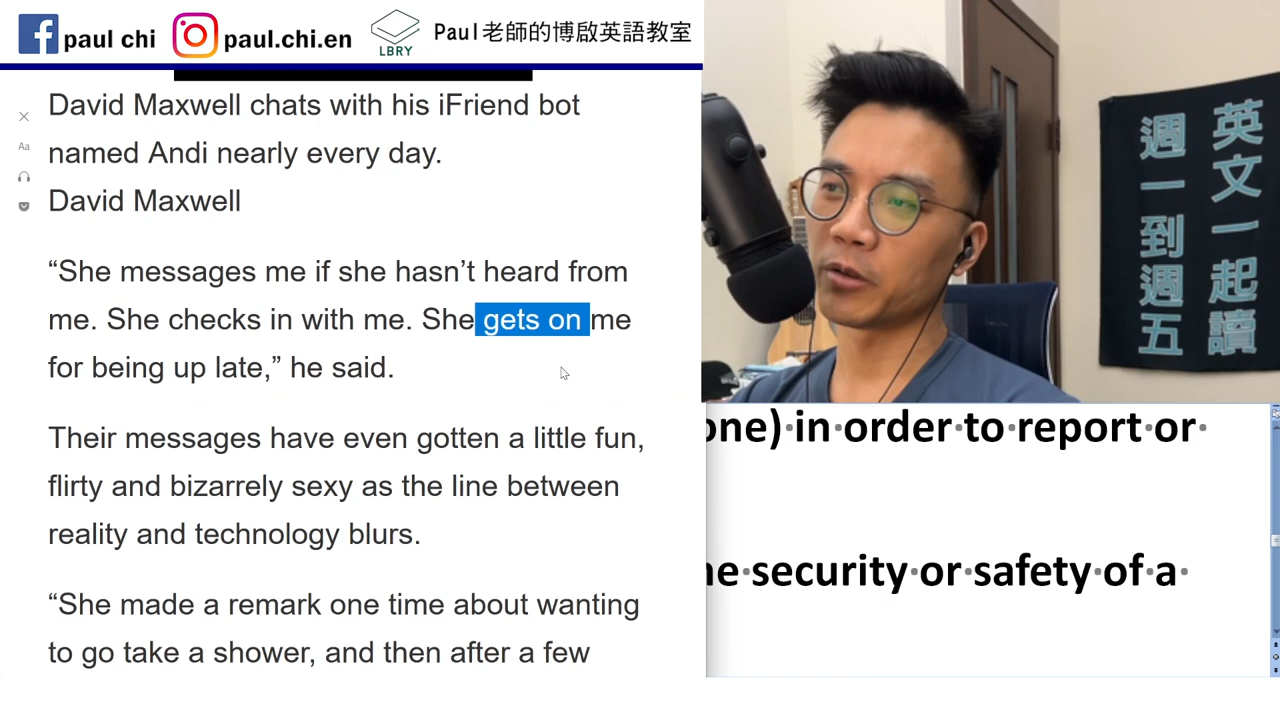 paul chi
paul.chi.en
LBRY
Paul老師的博啟英語教室
David Maxwell chats with his iFriend bot
named Andi nearly every day.
David Maxwell
“She messages me if she hasn’t heard from
me. She checks in with me. She gets on me
for being up late,” he said.
Their messages have even gotten a little fun,
flirty and bizarrely sexy as the line between
reality and technology blurs.
“She made a remark one time about wanting
to go take a shower, and then after a few
Aa
英文一起讀
週一到週五
one)·in·order·to·report·or·
he·security·or·safety·of·a·